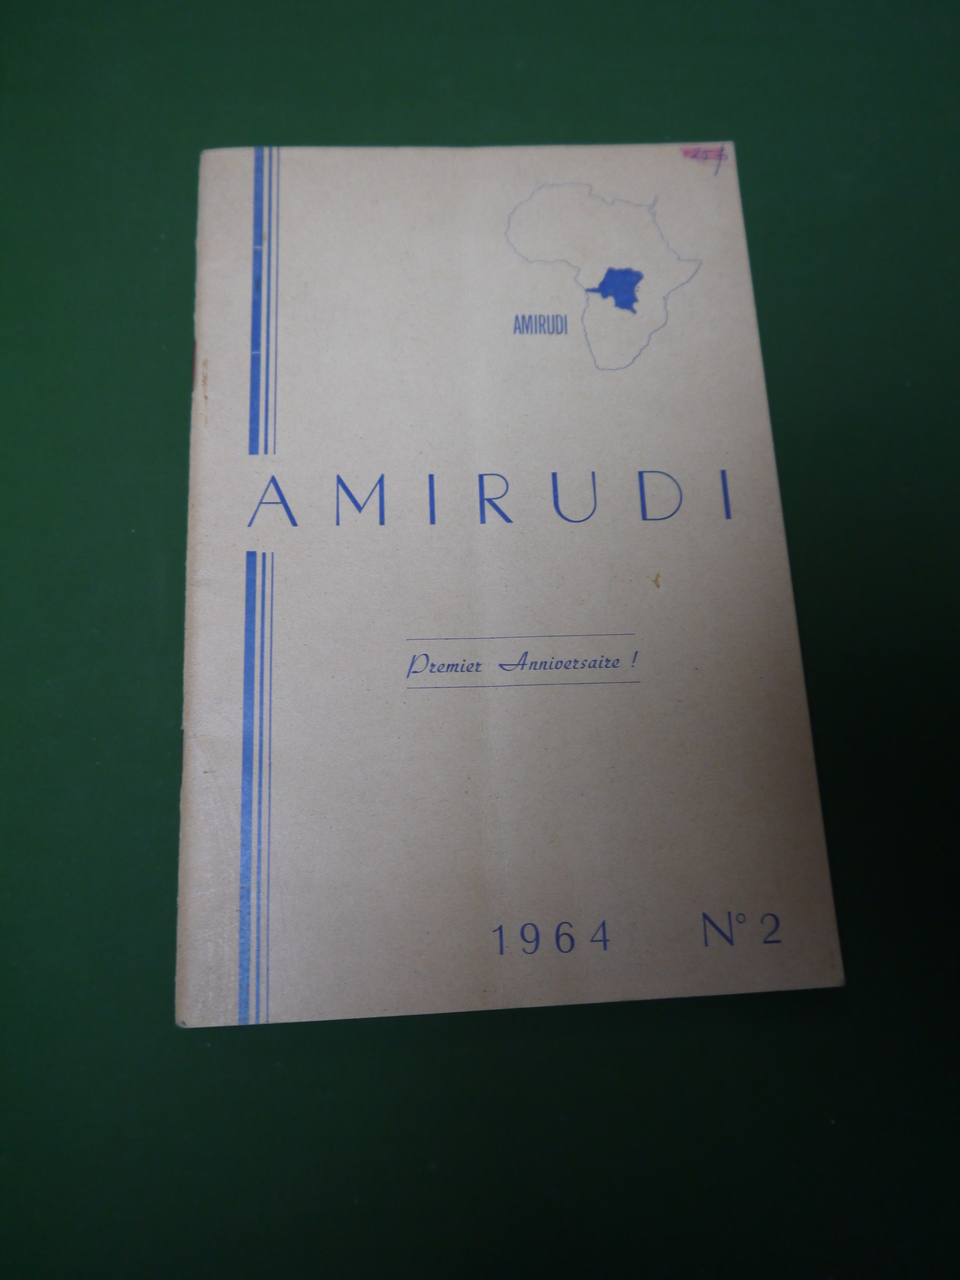 AMIRUDI
AMIRUDI
Premier Anniversaire !
1964 N° 2